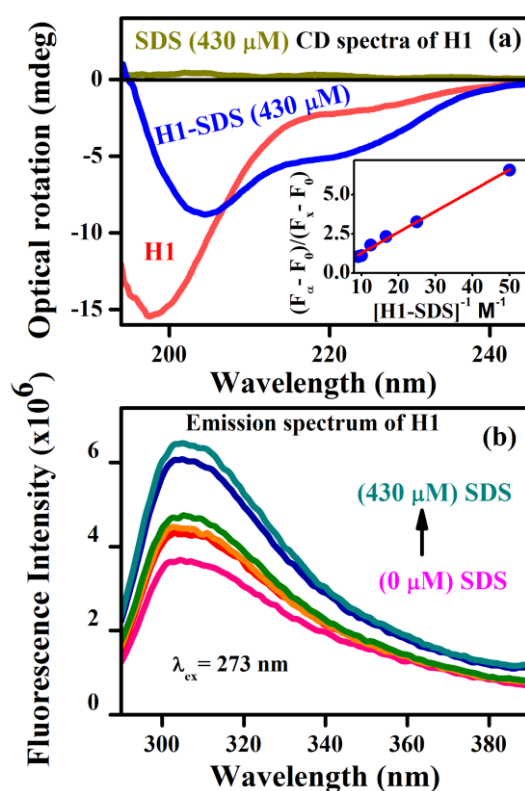 SDS (430 μM) CD spectra of H1 (a)
Optical rotation (mdeg)
0
-5
-10
-15
H1-SDS (430 μM)
H1
(Fα - F0)/(Fx - F0)
5.0
2.5
0.0
10 20 30 40 50
[H1-SDS]-1 M-1
200 220 240
Wavelength (nm)
Fluorescence Intensity (x10^6)
6
4
2
0
Emission spectrum of H1
(b)
(430 μM) SDS
(0 μM) SDS
λex= 273 nm
300 320 340 360 380
Wavelength (nm)